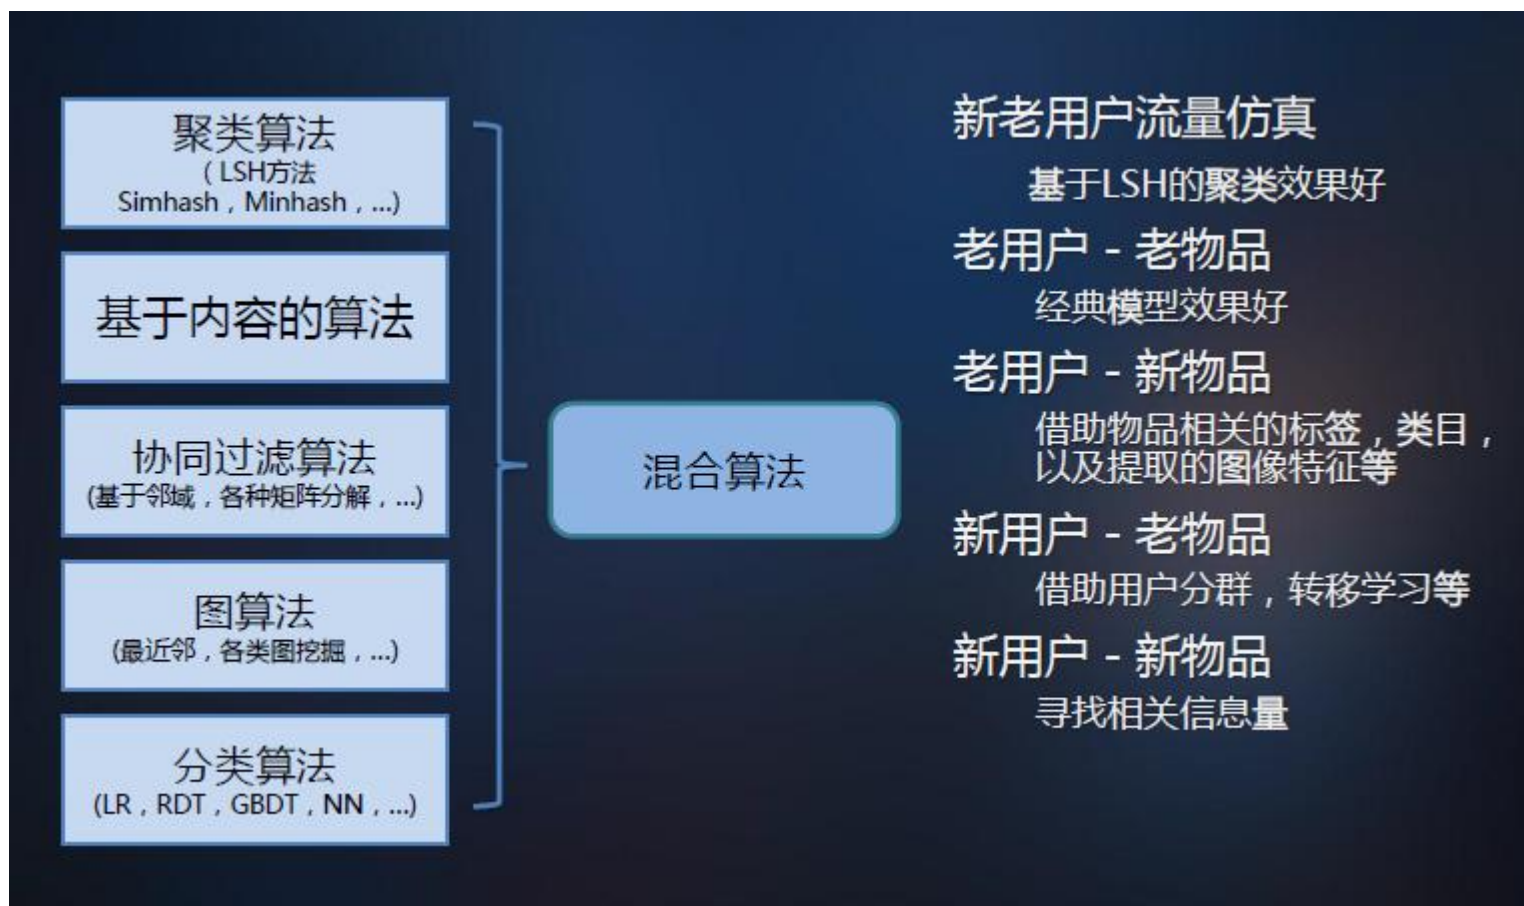 聚类算法
（LSH方法
Simhash，Minhash，...)
基于内容的算法
协同过滤算法
(基于邻域，各种矩阵分解，...)
图算法
(最近邻，各类图挖掘，...)
分类算法
(LR，RDT，GBDT，NN，...)
混合算法
新老用户流量仿真
基于LSH的聚类效果好
老用户 - 老物品
经典模型效果好
老用户 - 新物品
借助物品相关的标签，类目，
以及提取的图像特征等
新用户 - 老物品
借助用户分群，转移学习等
新用户 - 新物品
寻找相关信息量